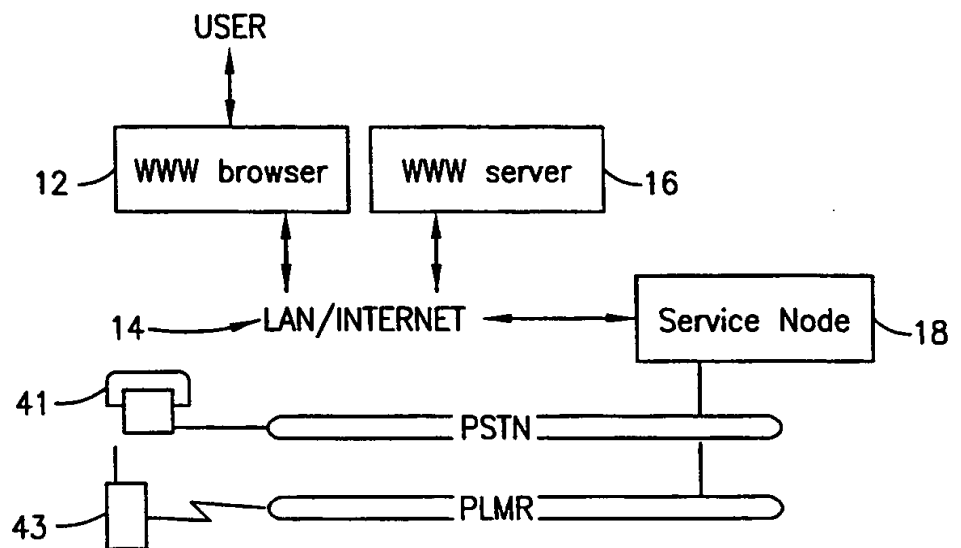 USER
12 WWW browser WWW server 16
14 LAN/INTERNET Service Node 18
41 PSTN
43 PLMR